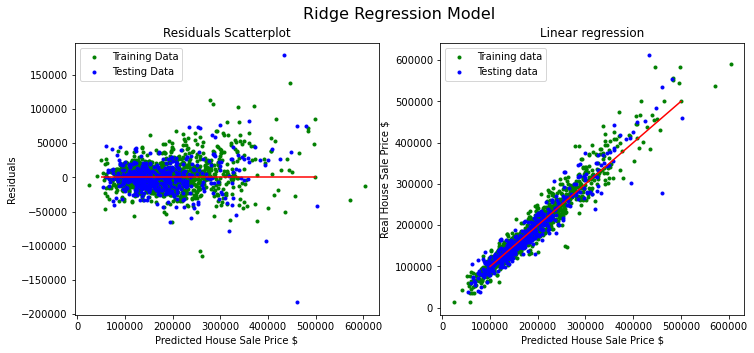 Ridge Regression Model
Residuals Scatterplot
Training Data
Testing Data
150000
100000
50000
0
−50000
−100000
−150000
−200000
Residuals
100000 200000 300000 400000 500000 600000
Predicted House Sale Price $
Linear regression
Training data
Testing data
600000
500000
400000
300000
200000
100000
0
Real House Sale Price $
100000 200000 300000 400000 500000 600000
Predicted House Sale Price $